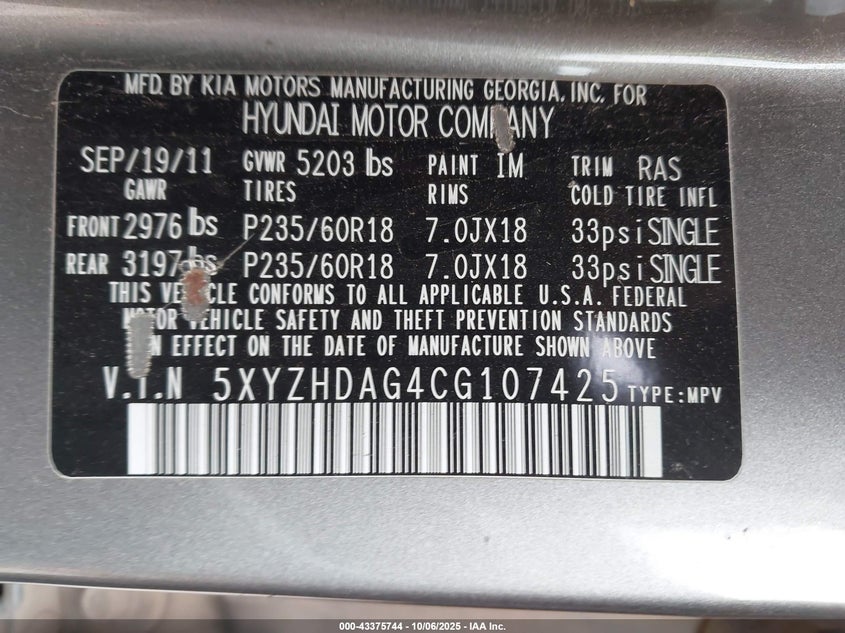 MFD. BY KIA MOTORS MANUFACTURING GEORGIA, INC. FOR
HYUNDAI MOTOR COMPANY
SEP/19/11 GVWR 5203 lbs PAINT IM TRIM RAS
GAWR TIRES RIMS COLD TIRE INFL
FRONT 2976 lbs P235/60R18 7.0JX18 33psi SINGLE
REAR 3197 lbs P235/60R18 7.0JX18 33psi SINGLE
THIS VEHICLE CONFORMS TO ALL APPLICABLE U.S.A. FEDERAL
MOTOR VEHICLE SAFETY AND THEFT PREVENTION STANDARDS
IN EFFECT ON THE DATE OF MANUFACTURE SHOWN ABOVE
V.I.N 5XYZHDAG4CG107425 TYPE:MPV
000-43375744 - 10/06/2025 - IAA Inc.